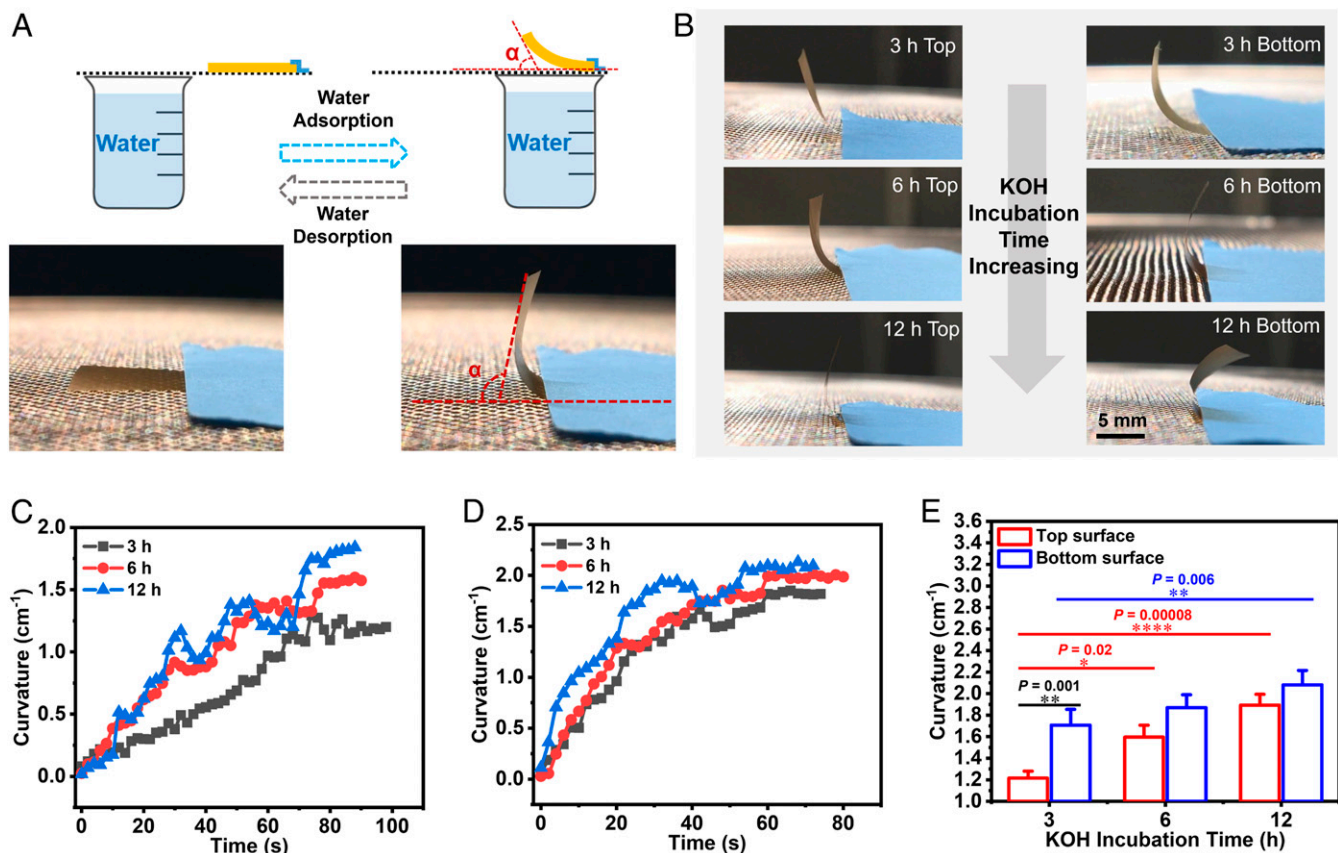 A
α
Water
Water
Adsorption
Water
Water
Desorption
α
B
3 h Top
3 h Bottom
6 h Top
6 h Bottom
KOH
Incubation
Time
Increasing
12 h Top
12 h Bottom
5 mm
C
2.0
1.5
1.0
0.5
0.0
3 h
6 h
12 h
Curvature (cm⁻¹)
0 20 40 60 80 100
Time (s)
D
2.5
2.0
1.5
1.0
0.5
0.0
3 h
6 h
12 h
Curvature (cm⁻¹)
0 20 40 60 80
Time (s)
E
3.6
3.4
3.2
3.0
2.8
2.6
2.4
2.2
2.0
1.8
1.6
1.4
1.2
1.0
Top surface
Bottom surface
P = 0.006
**
P = 0.00008
****
P = 0.02
*
P = 0.001
**
Curvature (cm⁻¹)
3 6 12
KOH Incubation Time (h)